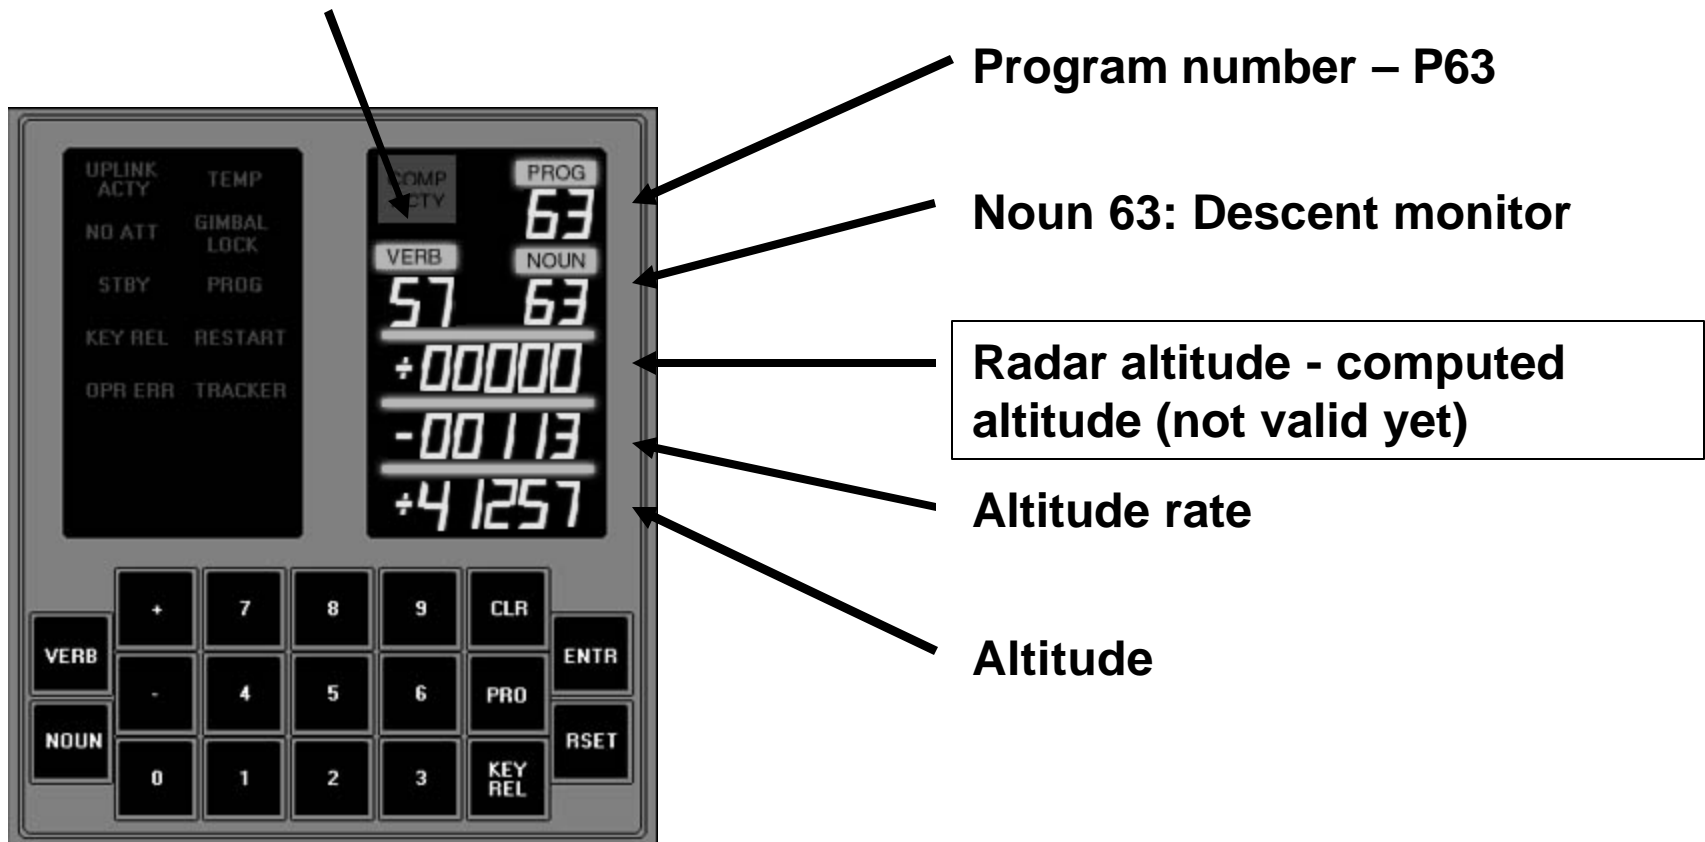 Program number – P63
Noun 63: Descent monitor
Radar altitude - computed
altitude (not valid yet)
Altitude rate
Altitude
UPLINK
ACTY
TEMP
NO ATT
GIMBAL
LOCK
STBY
PROG
KEY REL
RESTART
OPR ERR
TRACKER
COMP
ACTY
PROG
63
VERB
NOUN
57
63
+00000
-00113
+41257
VERB
NOUN
+
7
8
9
CLR
-
4
5
6
PRO
0
1
2
3
KEY
REL
ENTR
RSET